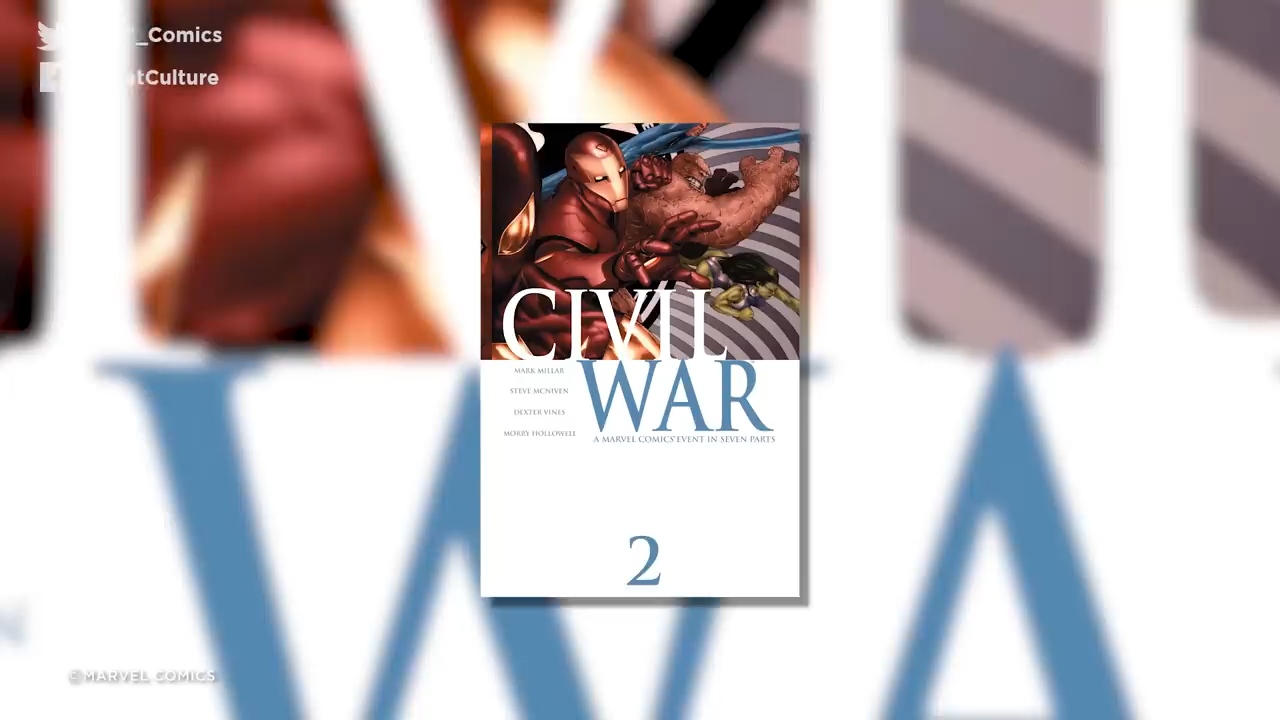 _Comics
tCulture
CIVIL
WAR
MARK MILLAR
STEVE MCNIVEN
DEXTER VINES
MORRY HOLLOWELL
A MARVEL COMICS EVENT IN SEVEN PARTS
2
© MARVEL COMICS